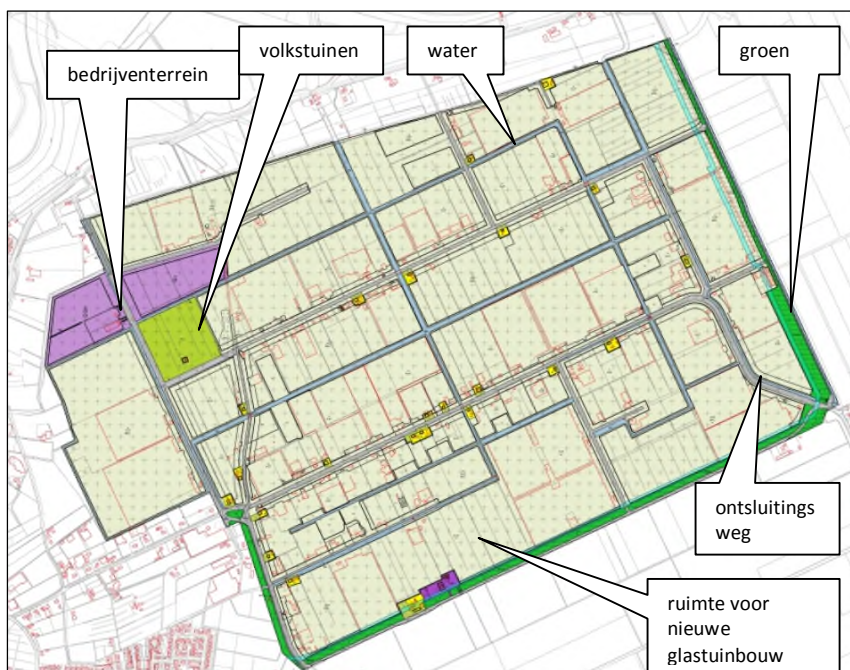 volkstuinen
water
groen
bedrijventerrein
ontsluitings
weg
ruimte voor
nieuwe
glastuinbouw